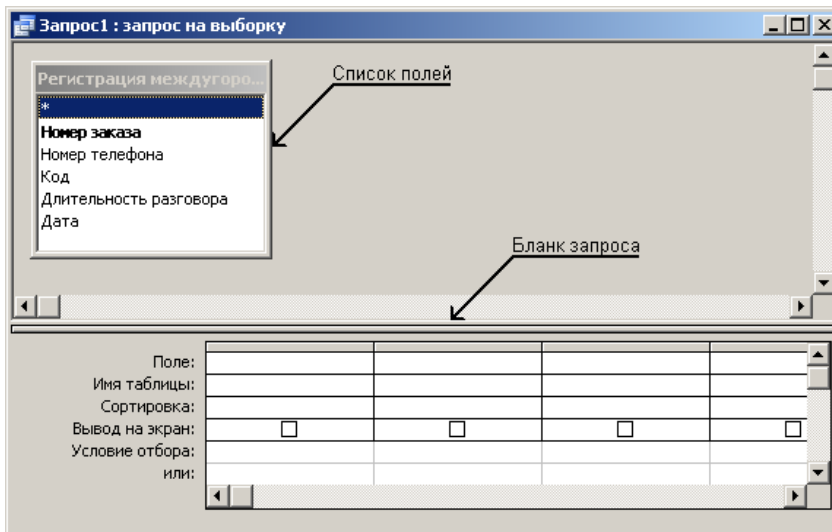 Запрос1 : запрос на выборку
Регистрация междугоро...
Список полей
*
Номер заказа
Номер телефона
Код
Длительность разговора
Дата
Бланк запроса
Поле:
Имя таблицы:
Сортировка:
Вывод на экран:
Условие отбора:
или: